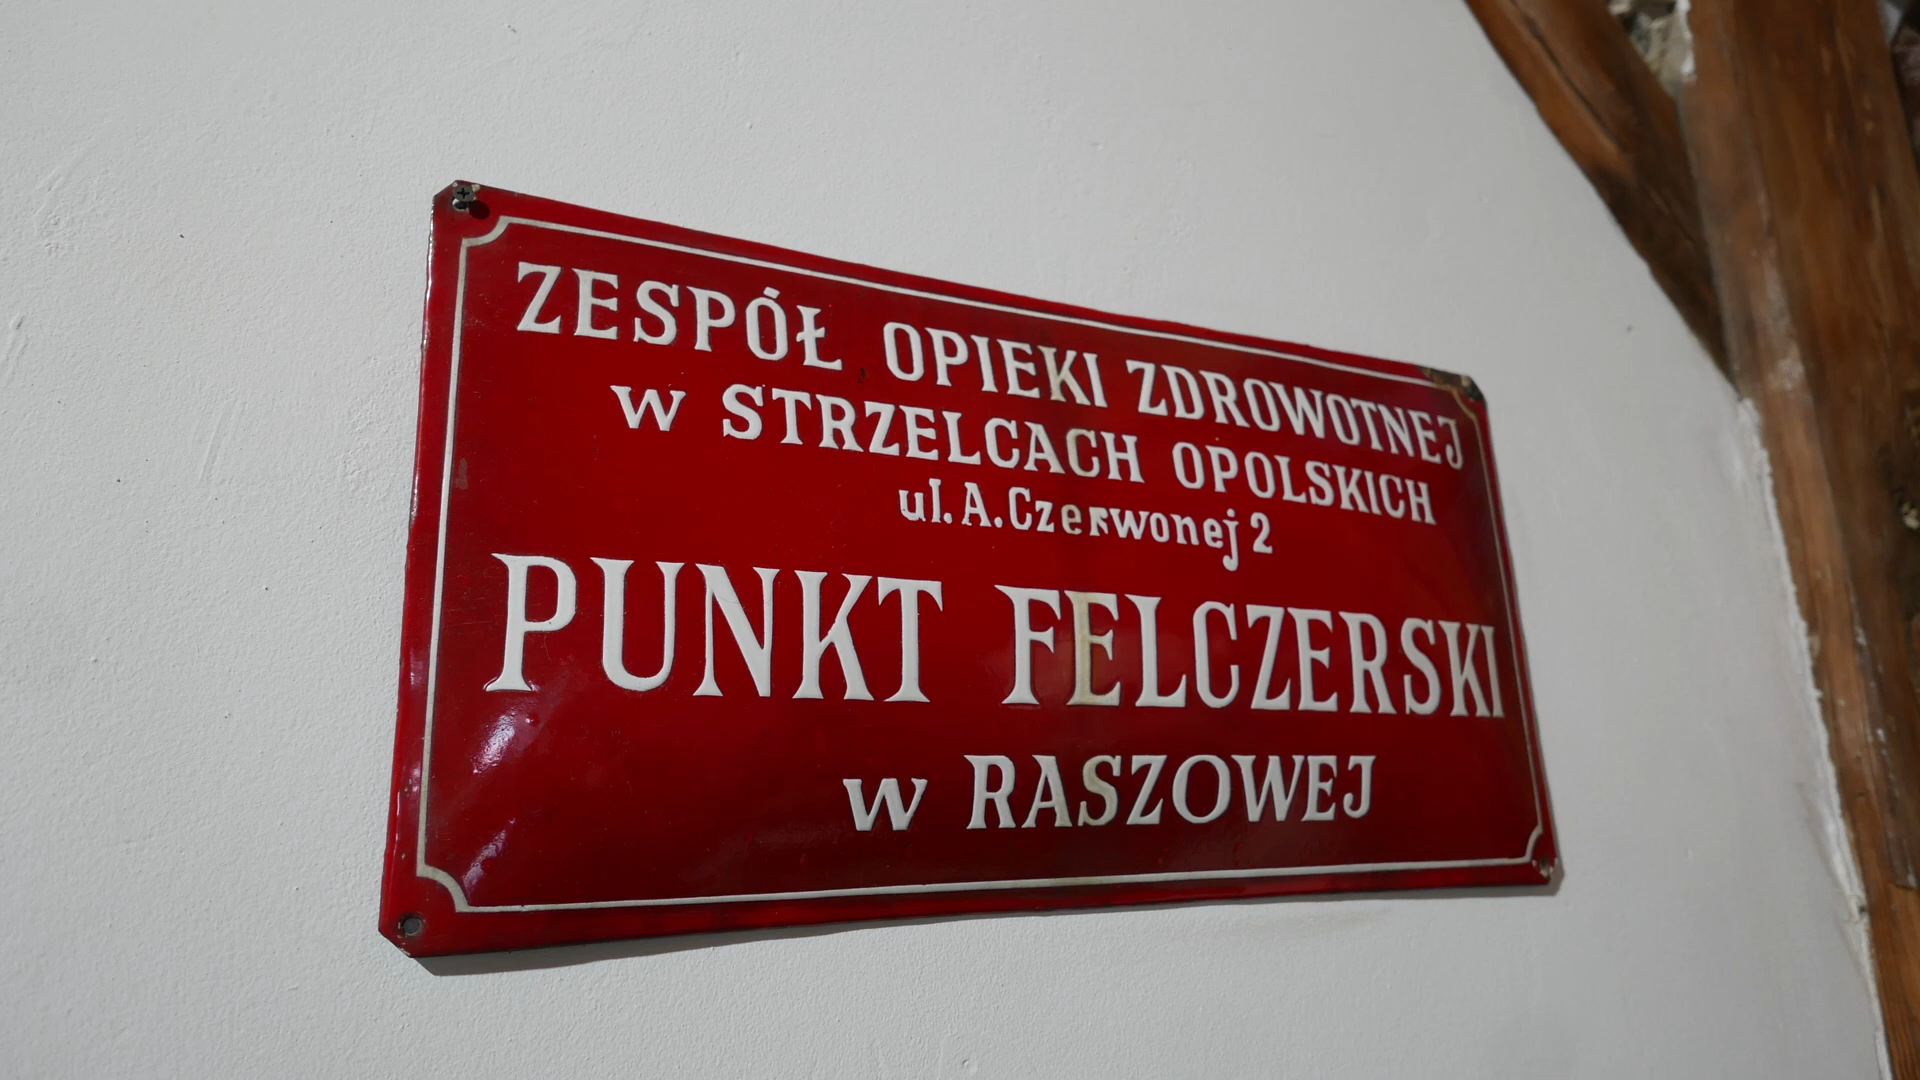 ZESPÓŁ OPIEKI ZDROWOTNEJ
w STRZELCACH OPOLSKICH
ul. A. Czerwonej 2
PUNKT FELCZERSKI
w RASZOWEJ